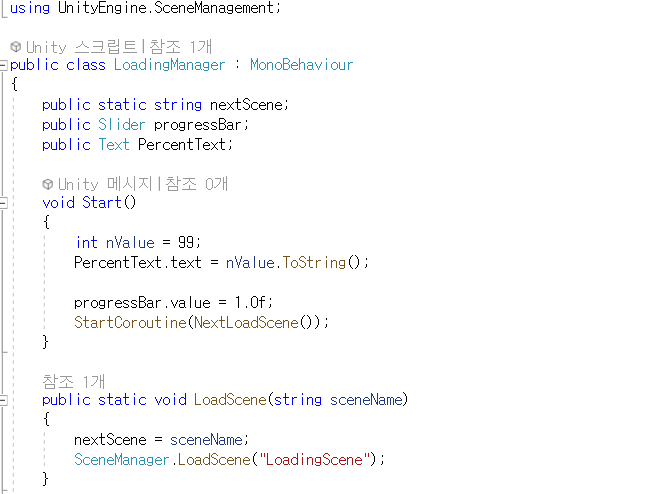 using UnityEngine.SceneManagement;
Unity 스크립트|참조 1개
public class LoadingManager : MonoBehaviour
{
public static string nextScene;
public Slider progressBar;
public Text PercentText;
Unity 메시지|참조 0개
void Start()
{
int nValue = 99;
PercentText.text = nValue.ToString();
progressBar.value = 1.0f;
StartCoroutine(NextLoadScene());
}
참조 1개
public static void LoadScene(string sceneName)
{
nextScene = sceneName;
SceneManager.LoadScene("LoadingScene");
}